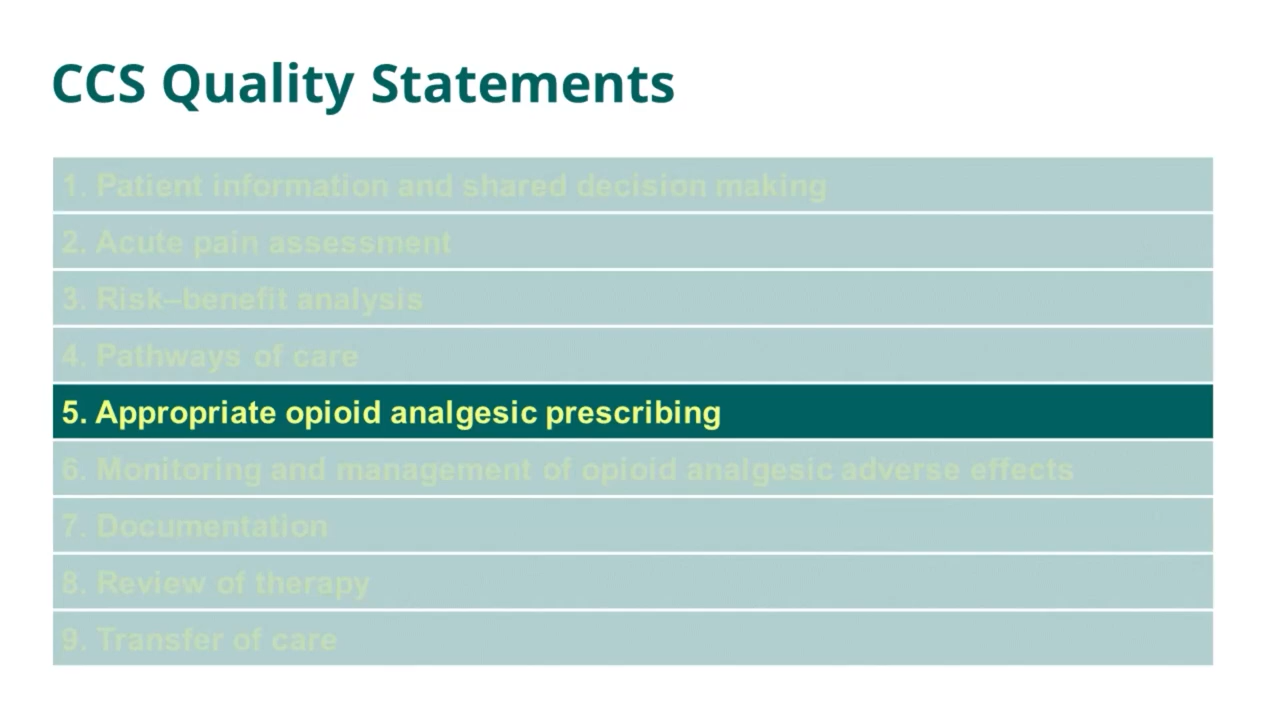 CCS Quality Statements
1. Patient information and shared decision making
2. Acute pain assessment
3. Risk–benefit analysis
4. Pathways of care
5. Appropriate opioid analgesic prescribing
6. Monitoring and management of opioid analgesic adverse effects
7. Documentation
8. Review of therapy
9. Transfer of care